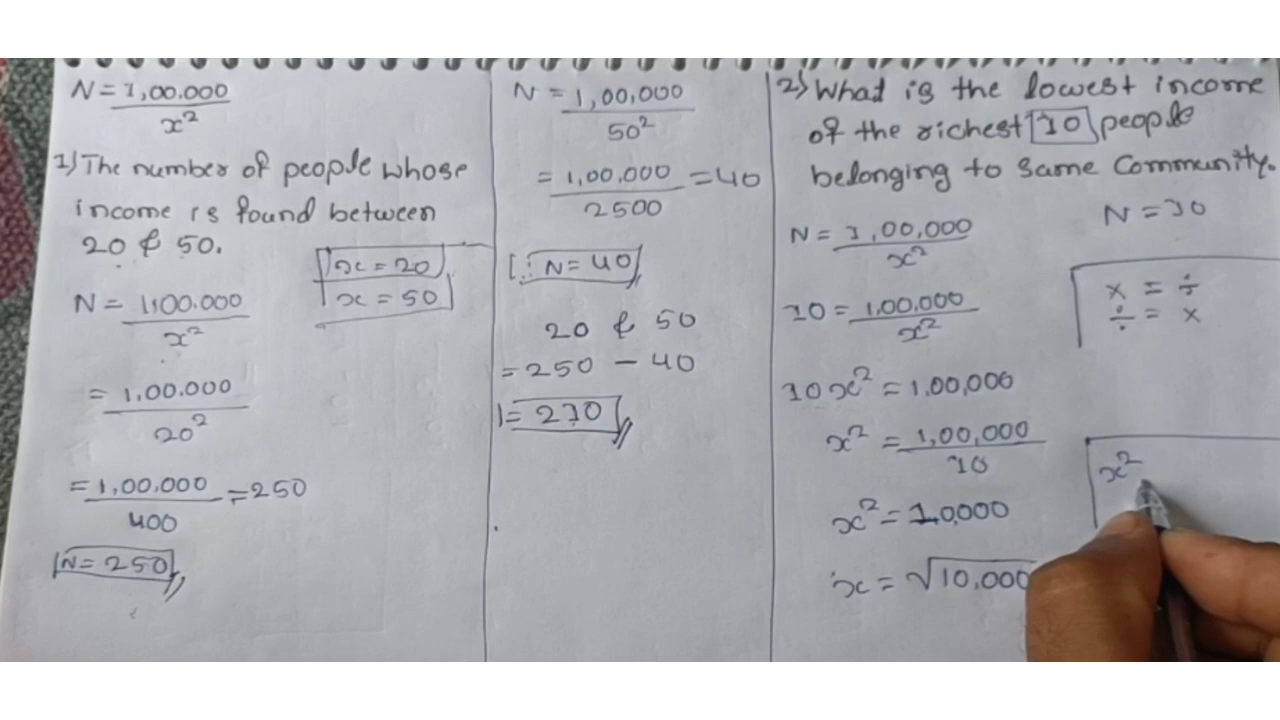 N = 1,00.000
x²
1) The number of people whose
income is found between
20 & 50.
x = 20
x = 50
N = 1,00.000
x²
= 1,00.000
20²
= 1,00.000 = 250
400
N = 250
N = 1,00,000
50²
= 1,00.000 = 40
2500
∴ N = 40
20 & 50
= 250 - 40
= 210
2) What is the lowest income
of the richest 10 people
belonging to same Community.
N = 10
N = 1,00,000
x²
10 = 1,00,000
x²
10x² = 1,00,000
x² = 1,00,000
10
x² = 10,000
x = √10,000
x = ÷
÷ = x
x²